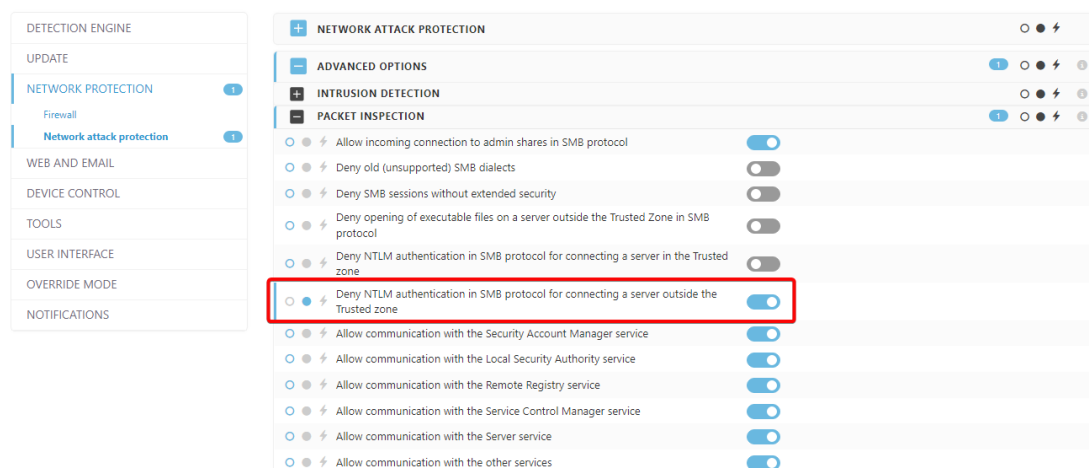 DETECTION ENGINE
UPDATE
NETWORK PROTECTION 1
Firewall
Network attack protection 1
WEB AND EMAIL
DEVICE CONTROL
TOOLS
USER INTERFACE
OVERRIDE MODE
NOTIFICATIONS
NETWORK ATTACK PROTECTION
ADVANCED OPTIONS 1
INTRUSION DETECTION
PACKET INSPECTION 1
Allow incoming connection to admin shares in SMB protocol
Deny old (unsupported) SMB dialects
Deny SMB sessions without extended security
Deny opening of executable files on a server outside the Trusted Zone in SMB
protocol
Deny NTLM authentication in SMB protocol for connecting a server in the Trusted
zone
Deny NTLM authentication in SMB protocol for connecting a server outside the
Trusted zone
Allow communication with the Security Account Manager service
Allow communication with the Local Security Authority service
Allow communication with the Remote Registry service
Allow communication with the Service Control Manager service
Allow communication with the Server service
Allow communication with the other services